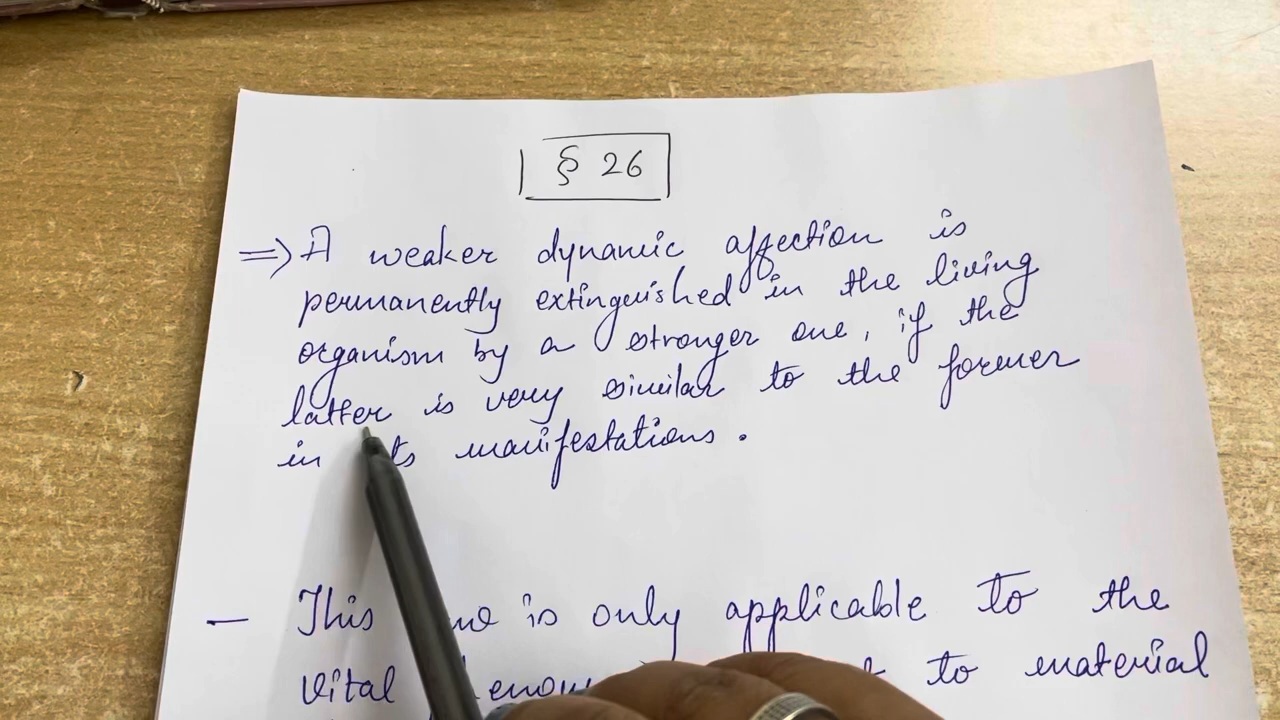 § 26
⇒ A weaker dynamic affection is
permanently extinguished in the living
organism by a stronger one, if the
latter is very similar to the former
in its manifestations.
— This is only applicable to the
vital to material